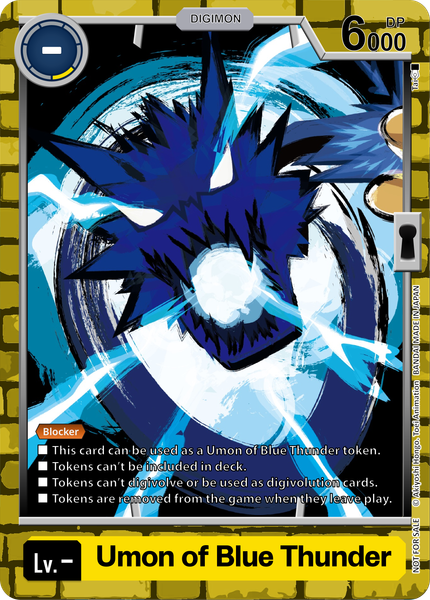 DIGIMON
-
DP
6000
Blocker
This card can be used as a Umon of Blue Thunder token.
Tokens can't be included in deck.
Tokens can't digivolve or be used as digivolution cards.
Tokens are removed from the game when they leave play.
NOT FOR SALE © Akiyoshi Hongo, Toei Animation BANDAI MADE IN JAPAN
Lv.-
Umon of Blue Thunder